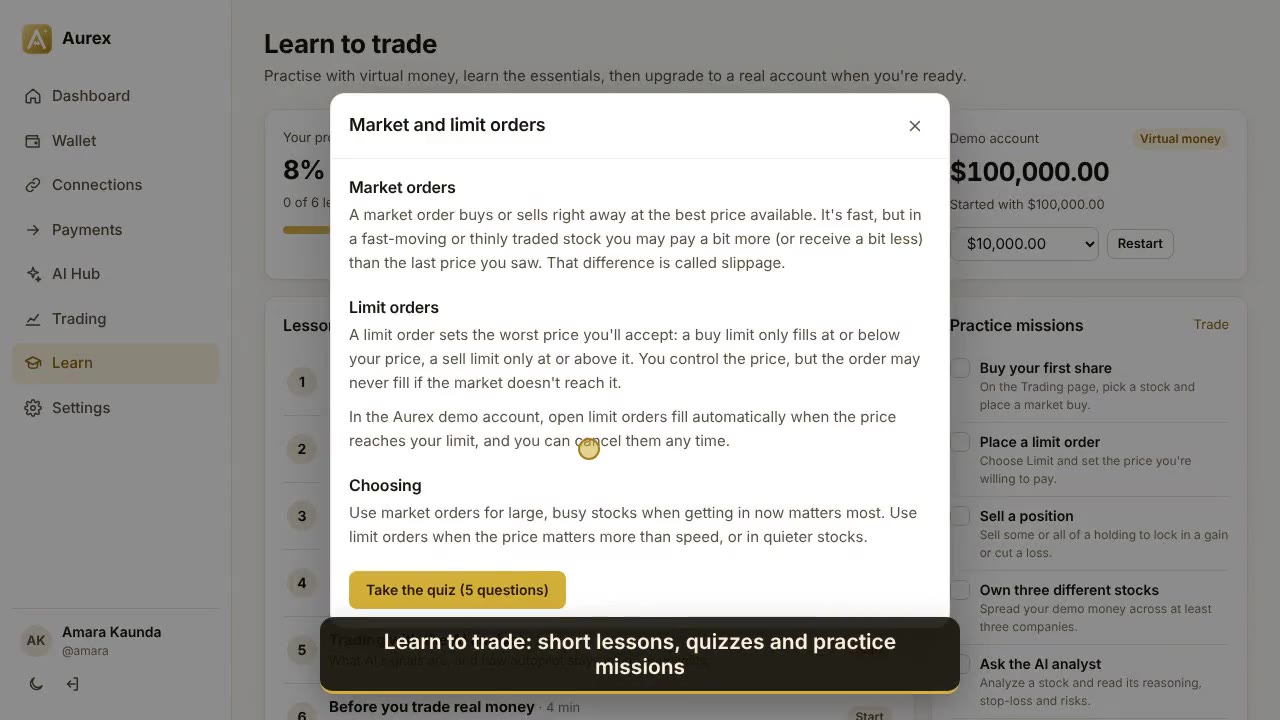 Aurex
Dashboard
Wallet
Connections
Payments
AI Hub
Trading
Learn
Settings
AK
Amara Kaunda
@amara
Learn to trade
Practise with virtual money, learn the essentials, then upgrade to a real account when you're ready.
Your pr
8%
0 of 6 le
Demo account
Virtual money
$100,000.00
Started with $100,000.00
$10,000.00
Restart
Market and limit orders
Market orders
A market order buys or sells right away at the best price available. It's fast, but in
a fast-moving or thinly traded stock you may pay a bit more (or receive a bit less)
than the last price you saw. That difference is called slippage.
Limit orders
A limit order sets the worst price you'll accept: a buy limit only fills at or below
your price, a sell limit only at or above it. You control the price, but the order may
never fill if the market doesn't reach it.
In the Aurex demo account, open limit orders fill automatically when the price
reaches your limit, and you can cancel them any time.
Choosing
Use market orders for large, busy stocks when getting in now matters most. Use
limit orders when the price matters more than speed, or in quieter stocks.
Take the quiz (5 questions)
Lesson
1
2
3
4
5
6
Before you trade real money · 4 min
Start
Practice missions
Trade
Buy your first share
On the Trading page, pick a stock and
place a market buy.
Place a limit order
Choose Limit and set the price you're
willing to pay.
Sell a position
Sell some or all of a holding to lock in a gain
or cut a loss.
Own three different stocks
Spread your demo money across at least
three companies.
Ask the AI analyst
Analyze a stock and read its reasoning,
stop-loss and risks.
Learn to trade: short lessons, quizzes and practice
missions